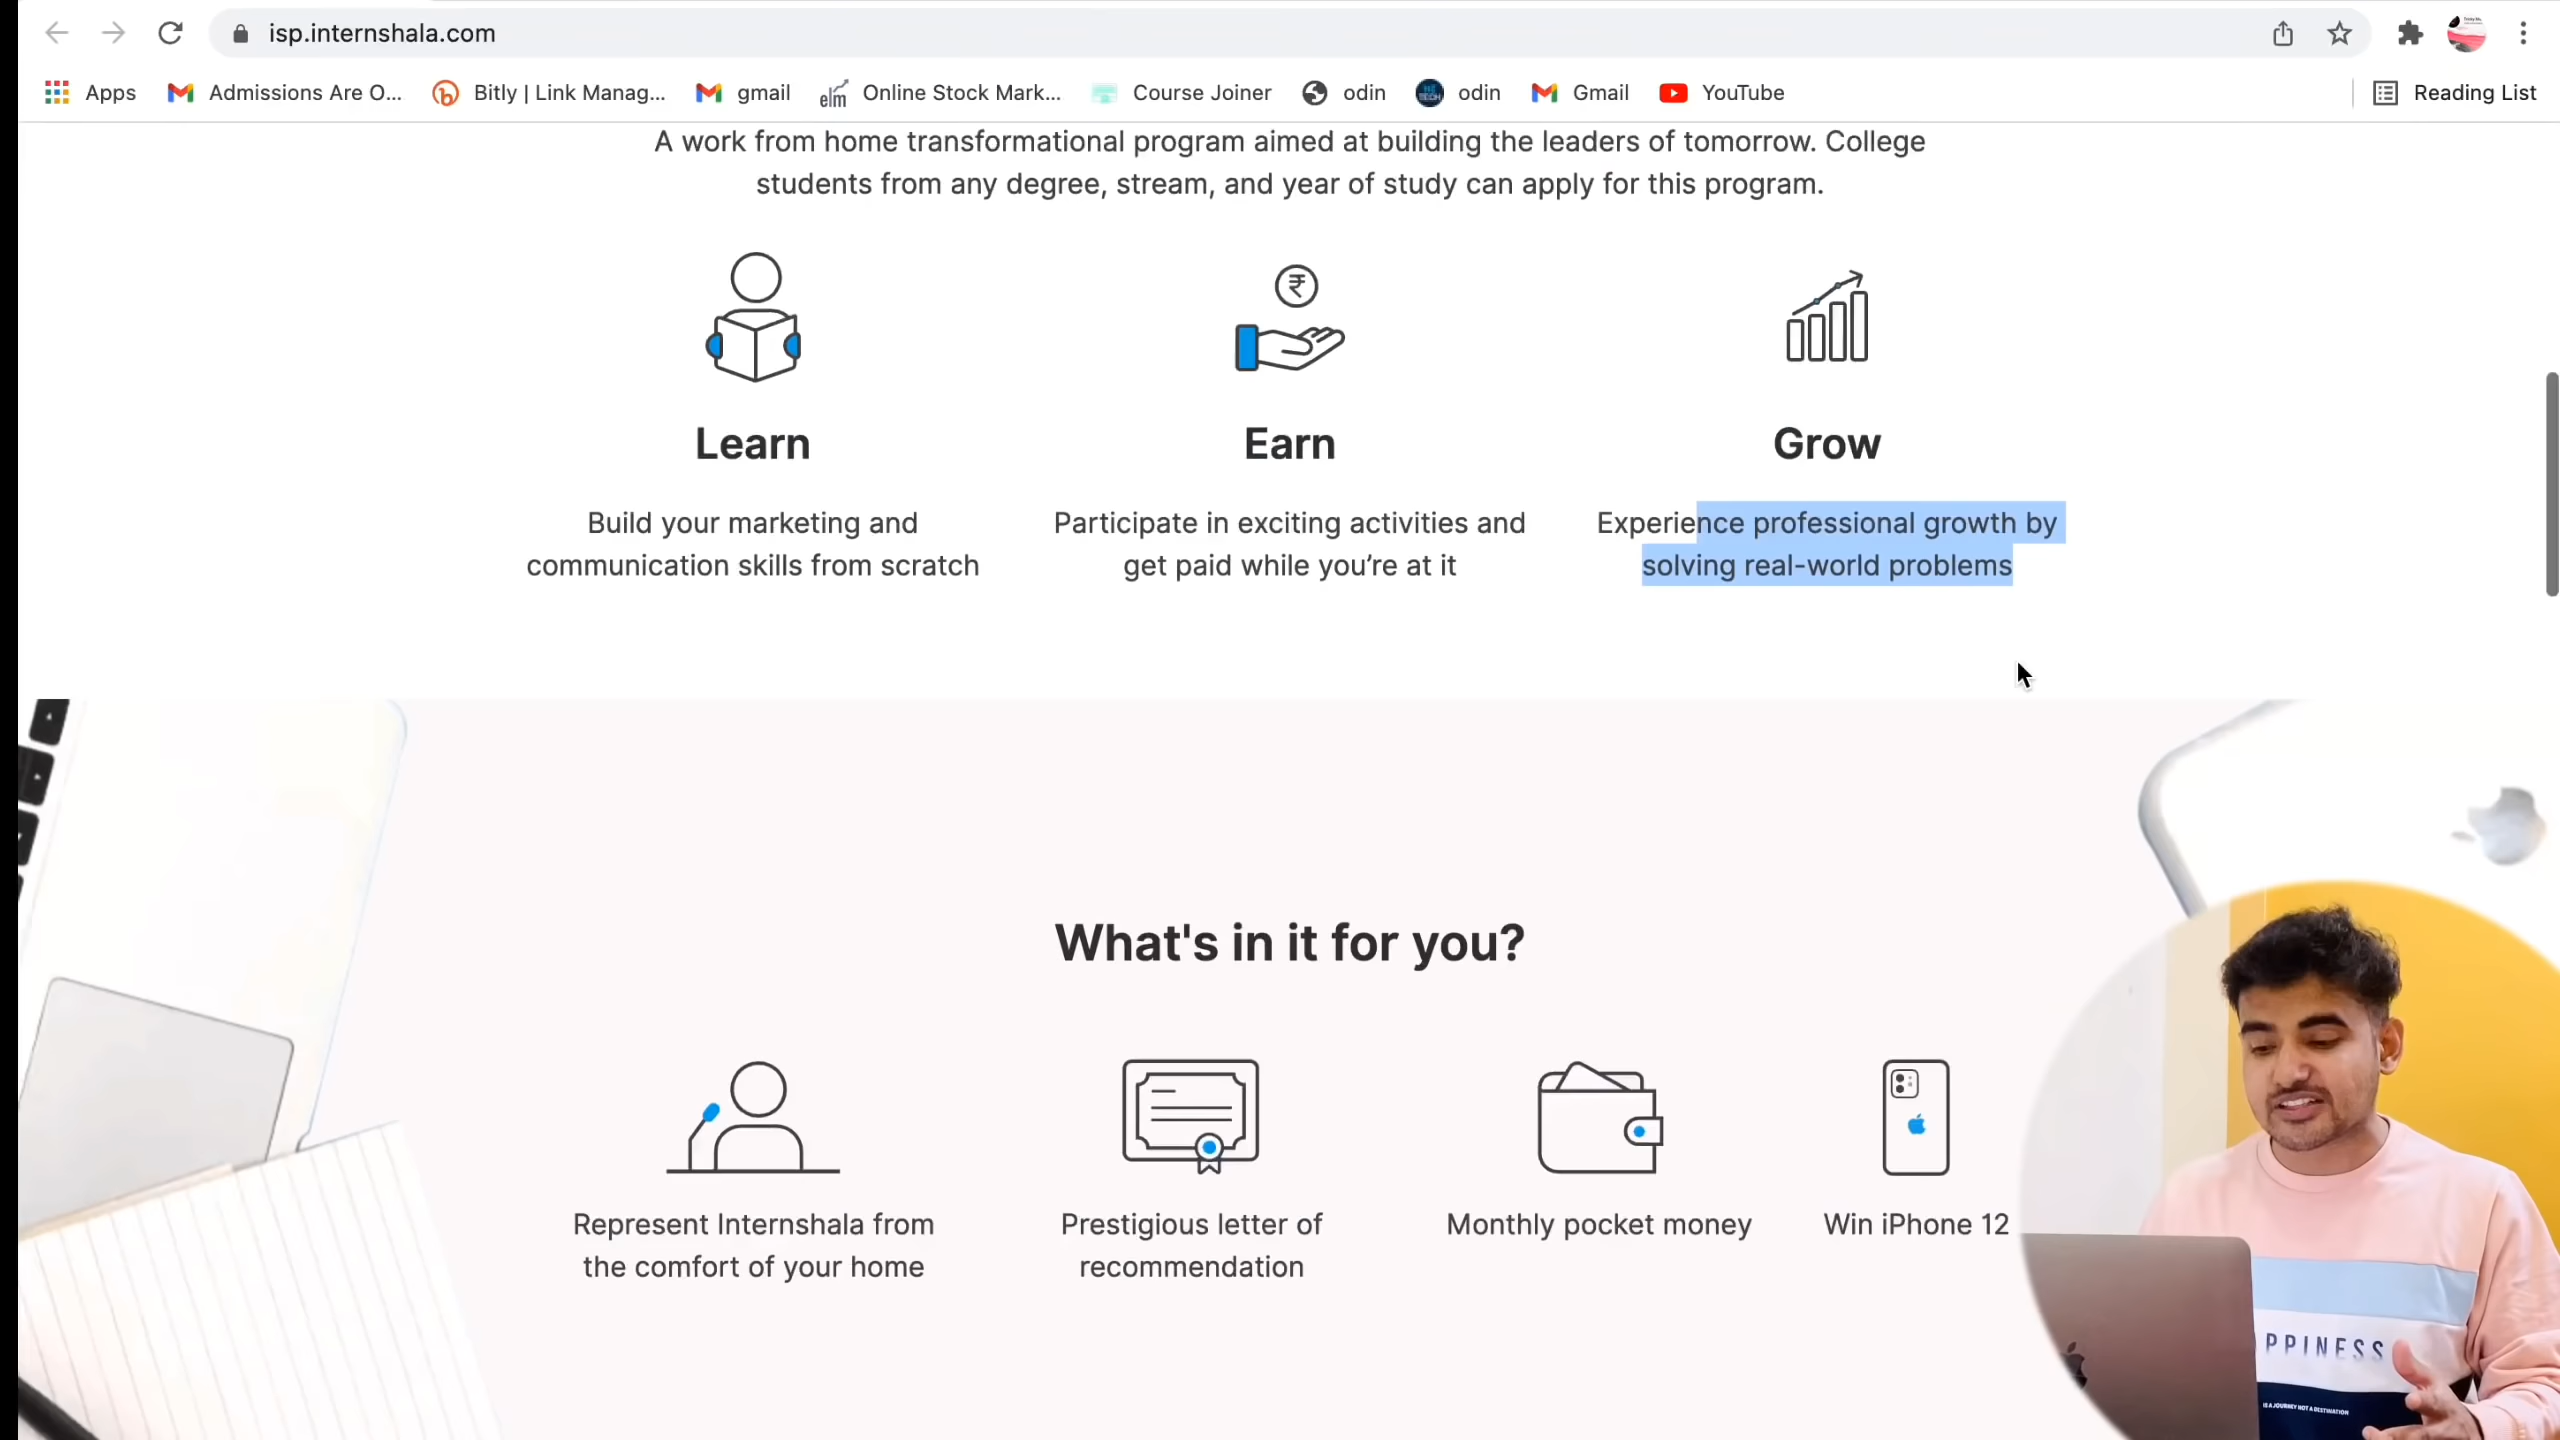 isp.internshala.com
Apps
Admissions Are O...
Bitly | Link Manag...
gmail
Online Stock Mark...
Course Joiner
odin
odin
Gmail
YouTube
Reading List
A work from home transformational program aimed at building the leaders of tomorrow. College
students from any degree, stream, and year of study can apply for this program.
Learn
Build your marketing and
communication skills from scratch
Earn
Participate in exciting activities and
get paid while you're at it
Grow
Experience professional growth by
solving real-world problems
What's in it for you?
Represent Internshala from
the comfort of your home
Prestigious letter of
recommendation
Monthly pocket money
Win iPhone 12
PPINESS
IS A JOURNEY NOT A DESTINATION